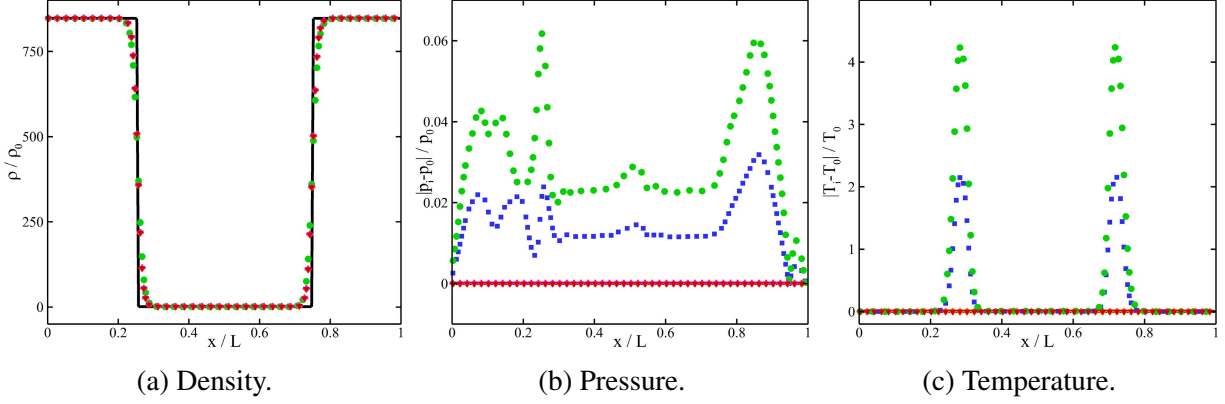 750
500
250
0
ρ / ρ₀
0 0.2 0.4 0.6 0.8 1
x / L
(a) Density.
0.06
0.04
0.02
0
|pᵢ-p₀| / p₀
0 0.2 0.4 0.6 0.8 1
x / L
(b) Pressure.
4
3
2
1
0
|Tᵢ-T₀| / T₀
0 0.2 0.4 0.6 0.8 1
x / L
(c) Temperature.